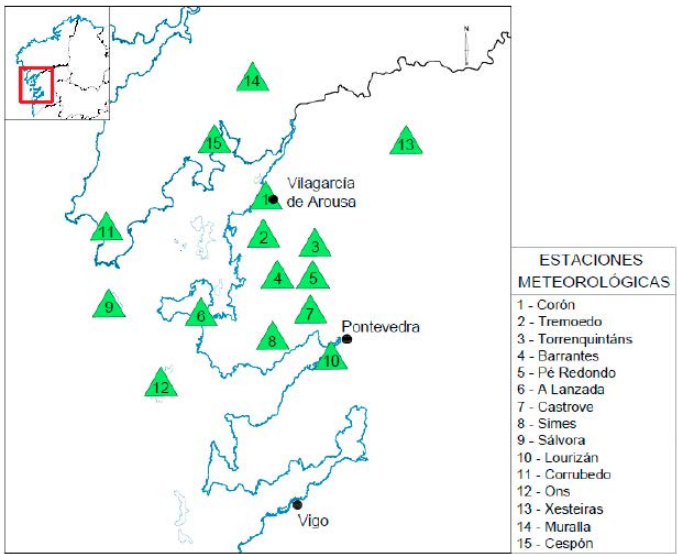 N
14
15
13
1
Vilagarcía
de Arousa
2
3
11
4
5
9
6
7
8
Pontevedra
10
12
Vigo
ESTACIONES
METEOROLÓGICAS
1 - Corón
2 - Tremoedo
3 - Torrenquintáns
4 - Barrantes
5 - Pé Redondo
6 - A Lanzada
7 - Castrove
8 - Simes
9 - Sálvora
10 - Lourizán
11 - Corrubedo
12 - Ons
13 - Xesteiras
14 - Muralla
15 - Cespón